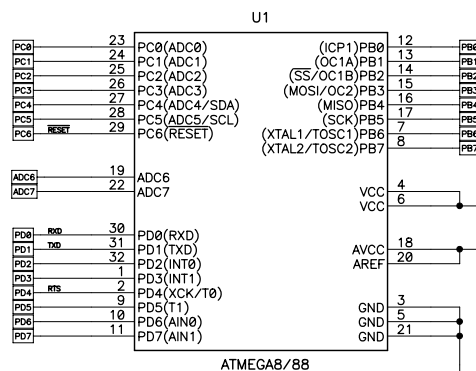 U1
PC0 23 PC0(ADC0) (ICP1)PB0 12 PB0
PC1 24 PC1(ADC1) (OC1A)PB1 13 PB1
PC2 25 PC2(ADC2) (SS/OC1B)PB2 14 PB2
PC3 26 PC3(ADC3) (MOSI/OC2)PB3 15 PB3
PC4 27 PC4(ADC4/SDA) (MISO)PB4 16 PB4
PC5 28 PC5(ADC5/SCL) (SCK)PB5 17 PB5
PC6 RESET 29 PC6(RESET) (XTAL1/TOSC1)PB6 7 PB6
(XTAL2/TOSC2)PB7 8 PB7
ADC6 19 ADC6
ADC7 22 ADC7 VCC 4
VCC 6
PD0 RXD 30 PD0(RXD)
PD1 TXD 31 PD1(TXD) AVCC 18
PD2 32 PD2(INT0) AREF 20
PD3 1 PD3(INT1)
PD4 RTS 2 PD4(XCK/T0)
PD5 9 PD5(T1) GND 3
PD6 10 PD6(AIN0) GND 5
PD7 11 PD7(AIN1) GND 21
ATMEGA8/88